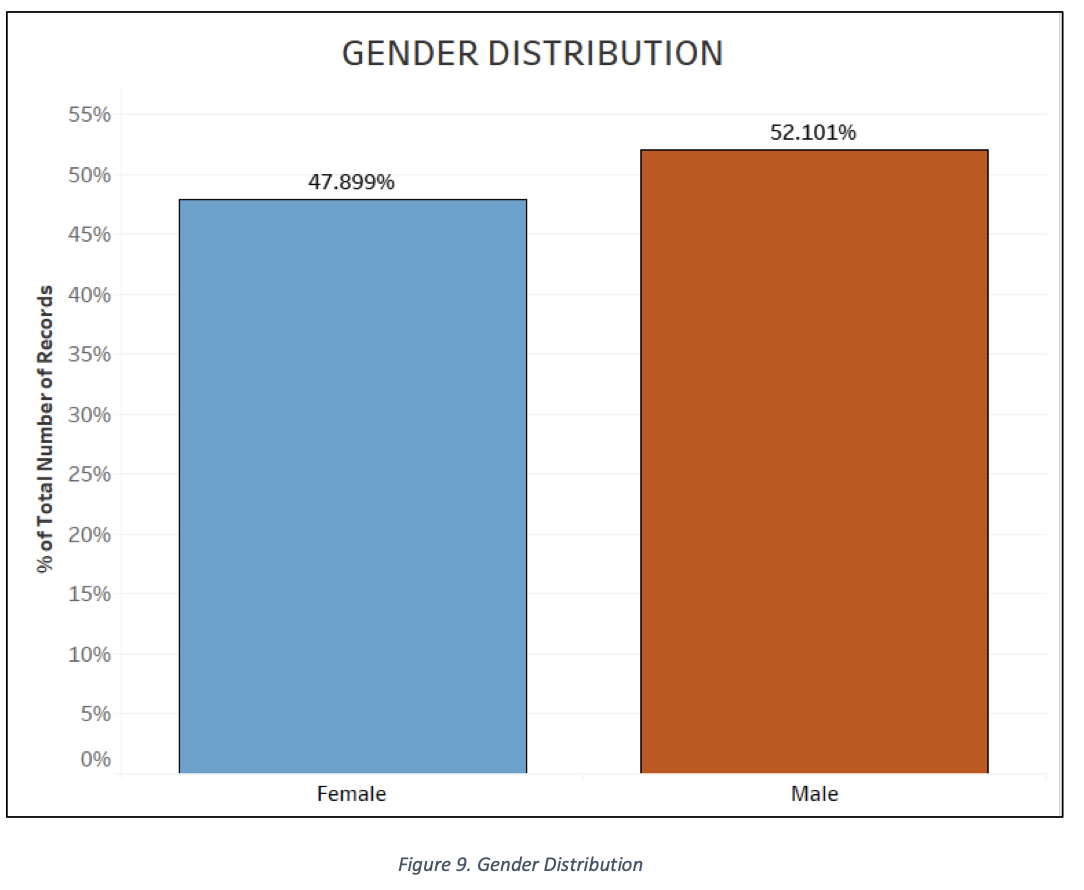 GENDER DISTRIBUTION
55%
50%
45%
40%
35%
30%
25%
20%
15%
10%
5%
0%
% of Total Number of Records
47.899%
52.101%
Female
Male
Figure 9. Gender Distribution